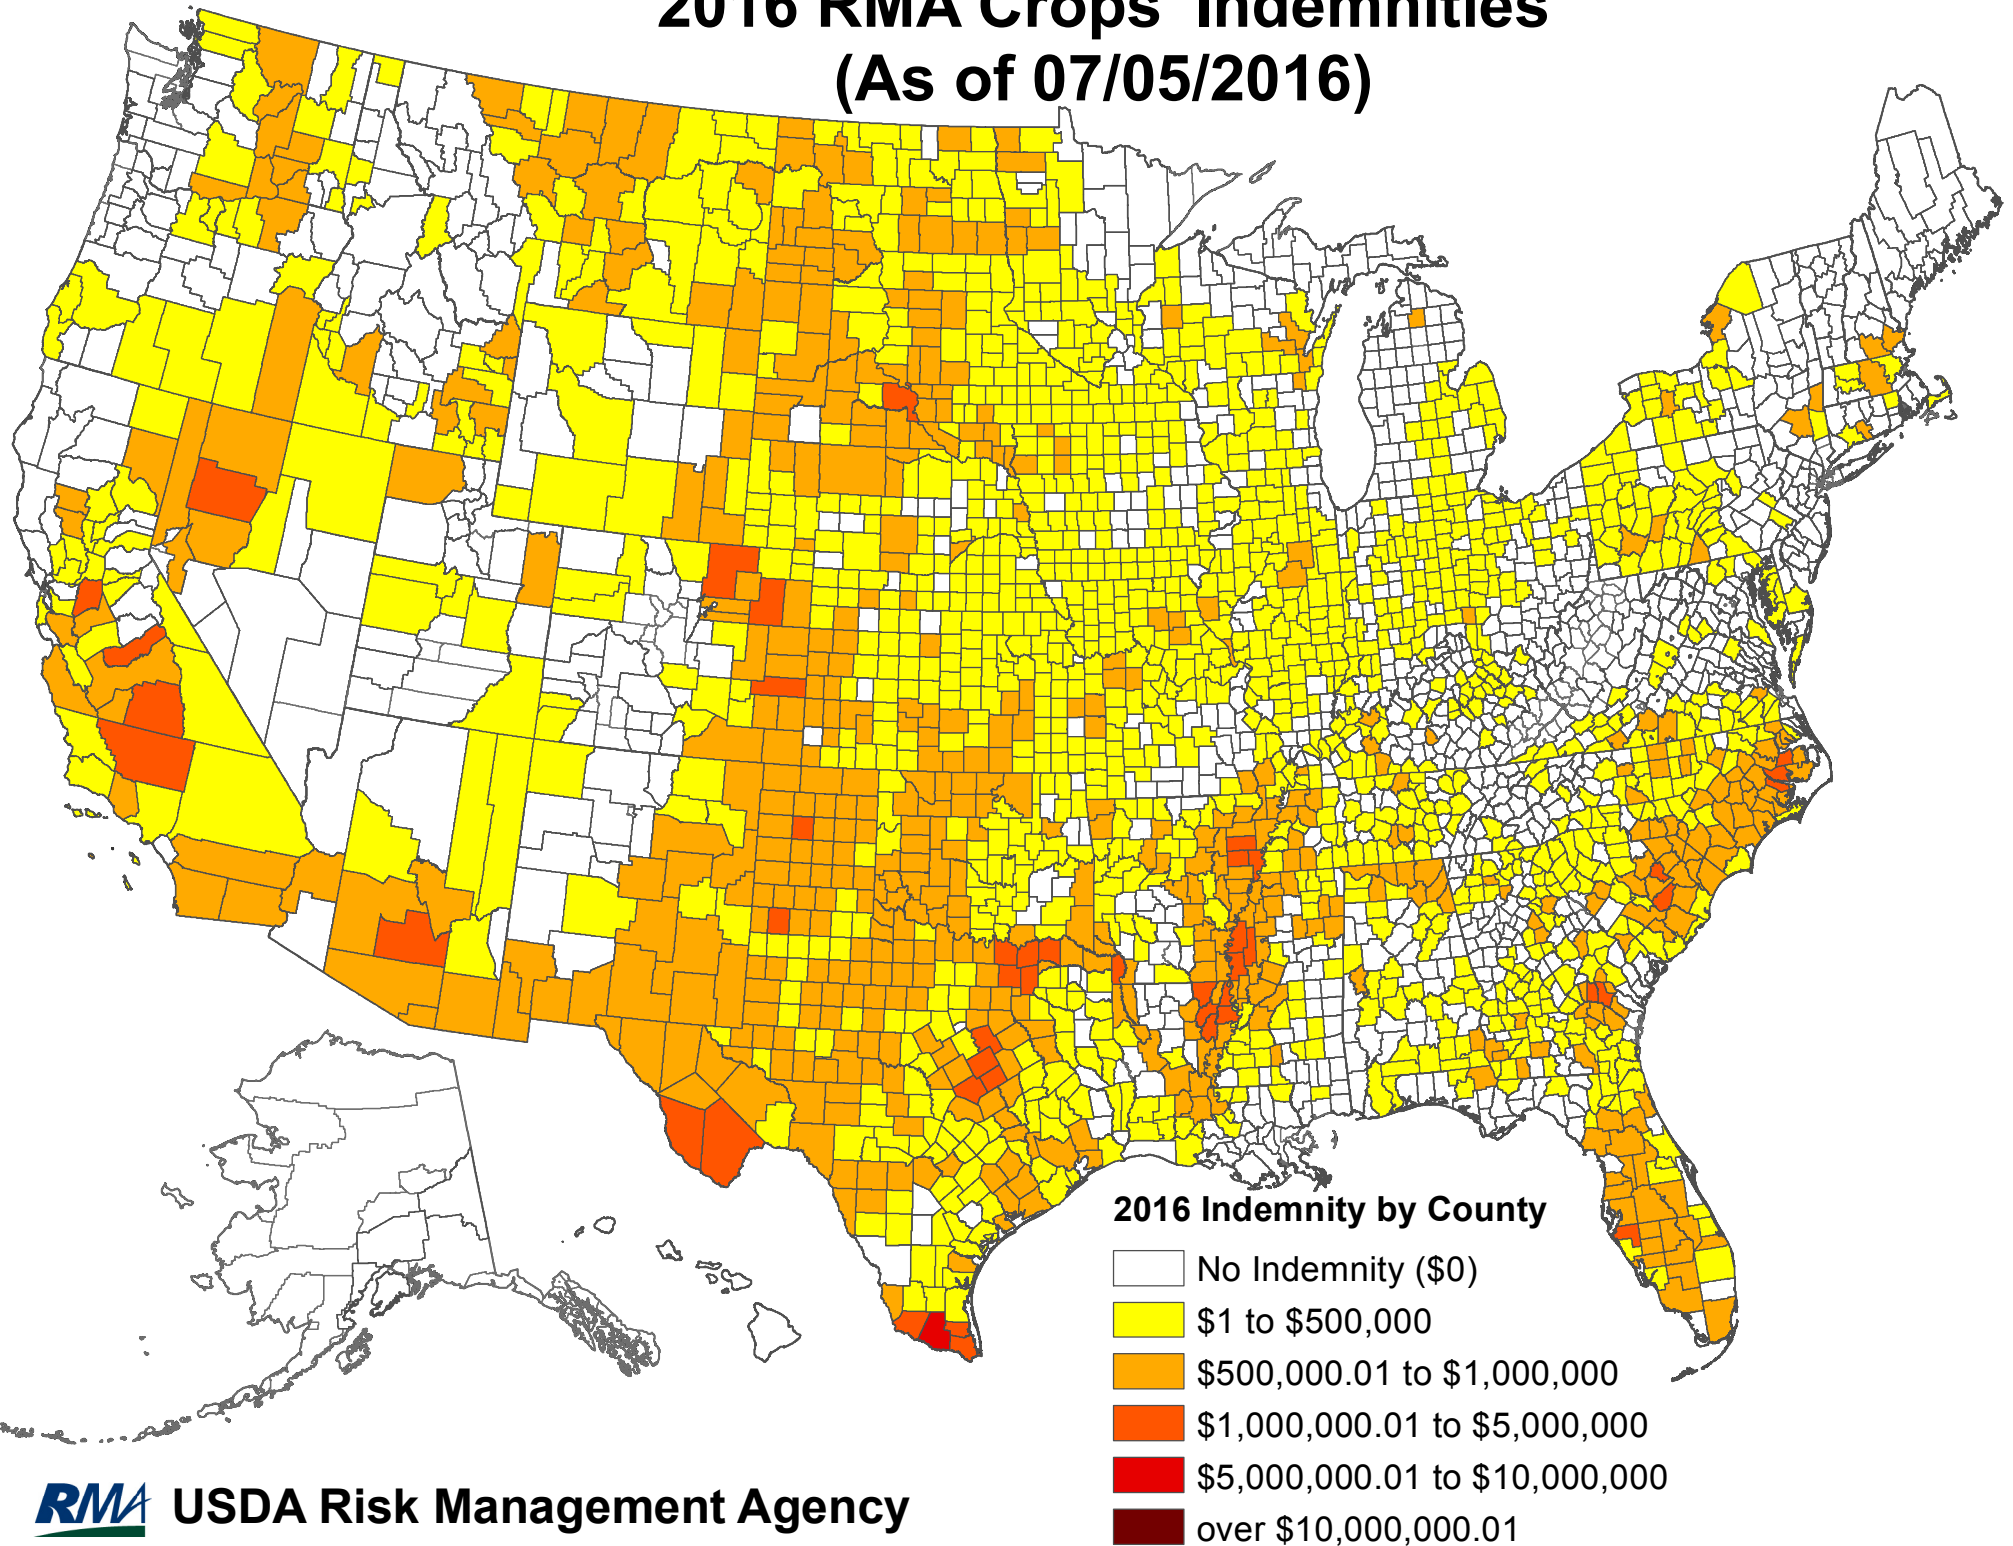 2016 RMA Crops' Indemnities
(As of 07/05/2016)
2016 Indemnity by County
No Indemnity ($0)
$1 to $500,000
$500,000.01 to $1,000,000
$1,000,000.01 to $5,000,000
$5,000,000.01 to $10,000,000
over $10,000,000.01
RMA USDA Risk Management Agency